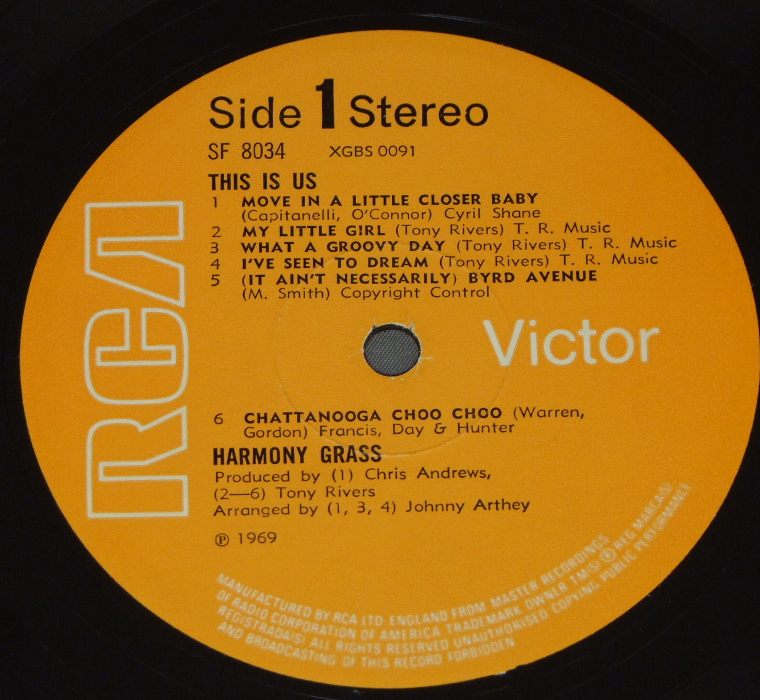 Side 1 Stereo
SF 8034 XGBS 0091
THIS IS US
1 MOVE IN A LITTLE CLOSER BABY
(Capitanelli, O'Connor) Cyril Shane
2 MY LITTLE GIRL (Tony Rivers) T. R. Music
3 WHAT A GROOVY DAY (Tony Rivers) T. R. Music
4 I'VE SEEN TO DREAM (Tony Rivers) T. R. Music
5 (IT AIN'T NECESSARILY) BYRD AVENUE
(M. Smith) Copyright Control
RCA
Victor
6 CHATTANOOGA CHOO CHOO (Warren,
Gordon) Francis, Day & Hunter
HARMONY GRASS
Produced by (1) Chris Andrews,
(2—6) Tony Rivers
Arranged by (1, 3, 4) Johnny Arthey
℗ 1969
MANUFACTURED BY RCA LTD. ENGLAND FROM MASTER RECORDINGS
OF RADIO CORPORATION OF AMERICA TRADEMARK OWNER TM(S) ® REG MARCA(S)
REGISTRADA(S) ALL RIGHTS RESERVED UNAUTHORISED COPYING, PUBLIC PERFORMANCE
AND BROADCASTING OF THIS RECORD FORBIDDEN